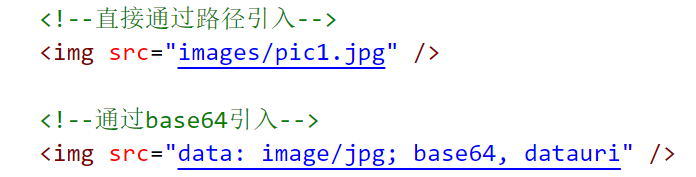 <!--直接通过路径引入-->
<img src="images/pic1.jpg" />
<!--通过base64引入-->
<img src="data: image/jpg; base64, datauri" />